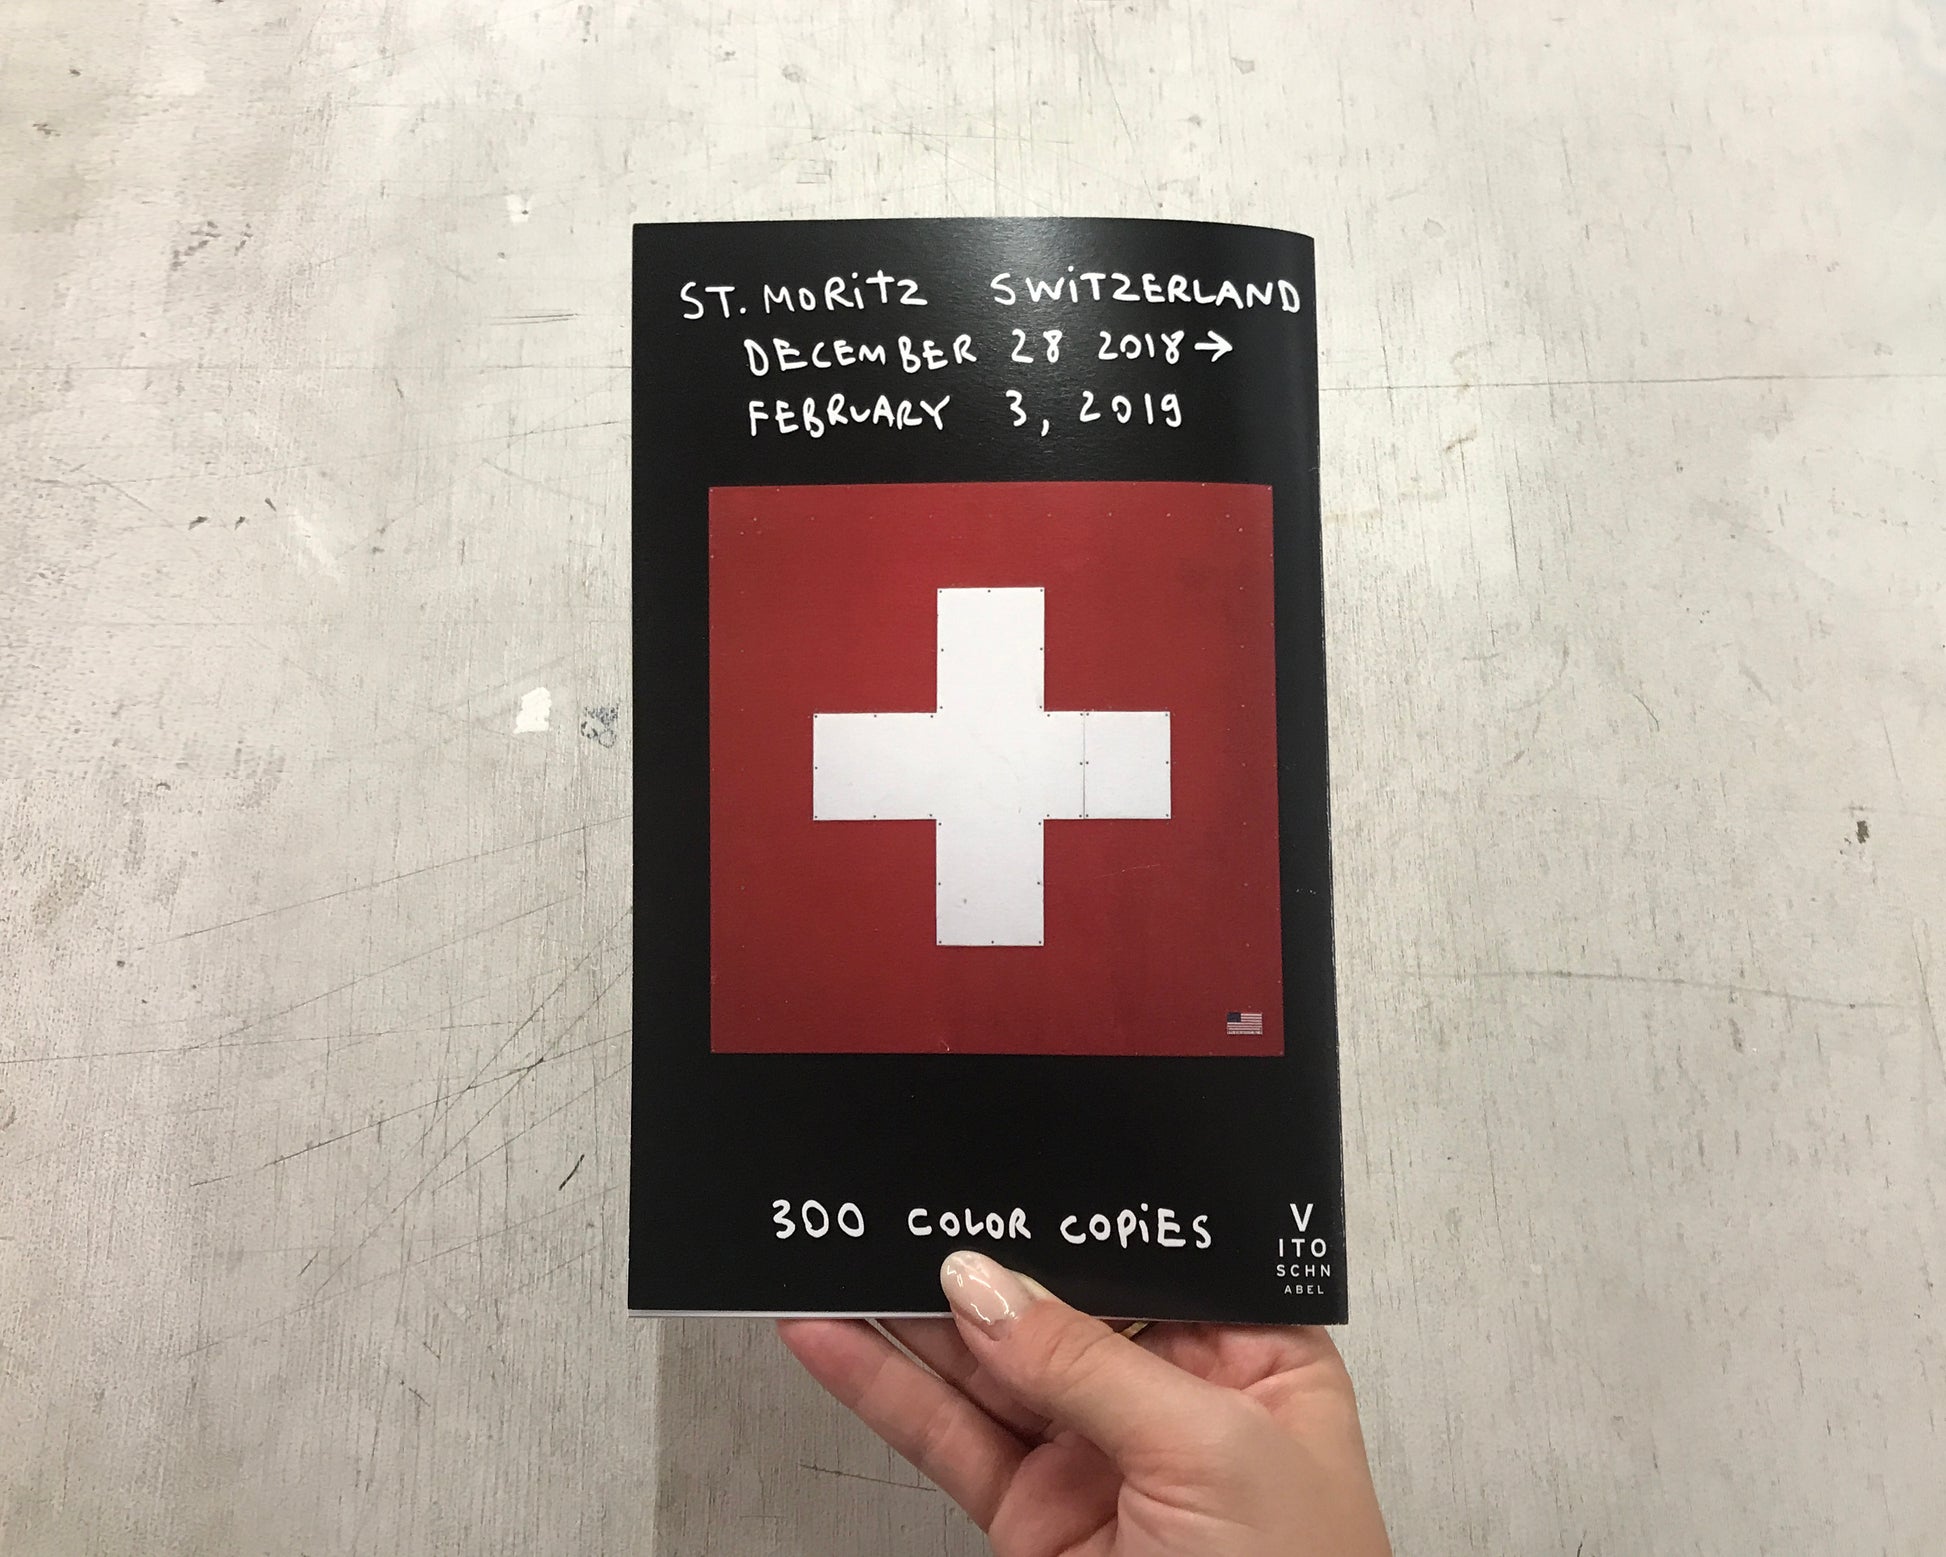 ST. MORiTZ SWiTZERLAND
DECEMBER 28 2018→
FEBRUARY 3, 2019
300 COLOR COPiES
V
ITO
SCHN
ABEL